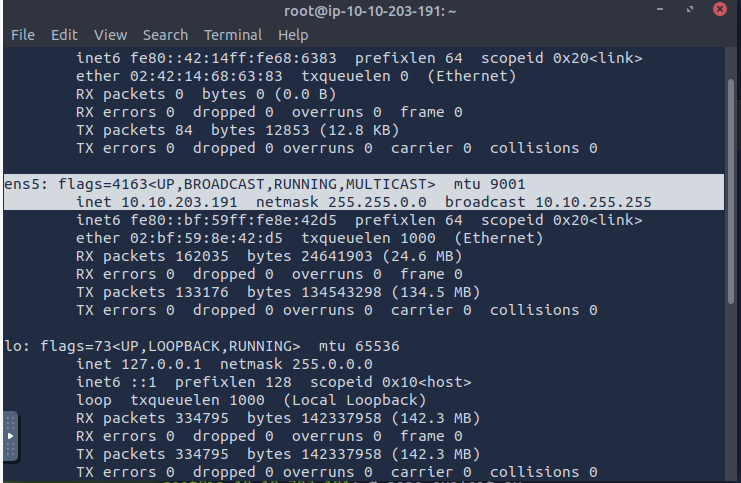 root@ip-10-10-203-191: ~
File Edit View Search Terminal Help
inet6 fe80::42:14ff:fe68:6383 prefixlen 64 scopeid 0x20<link>
ether 02:42:14:68:63:83 txqueuelen 0 (Ethernet)
RX packets 0 bytes 0 (0.0 B)
RX errors 0 dropped 0 overruns 0 frame 0
TX packets 84 bytes 12853 (12.8 KB)
TX errors 0 dropped 0 overruns 0 carrier 0 collisions 0
ens5: flags=4163<UP,BROADCAST,RUNNING,MULTICAST> mtu 9001
inet 10.10.203.191 netmask 255.255.0.0 broadcast 10.10.255.255
inet6 fe80::bf:59ff:fe8e:42d5 prefixlen 64 scopeid 0x20<link>
ether 02:bf:59:8e:42:d5 txqueuelen 1000 (Ethernet)
RX packets 162035 bytes 24641903 (24.6 MB)
RX errors 0 dropped 0 overruns 0 frame 0
TX packets 133176 bytes 134543298 (134.5 MB)
TX errors 0 dropped 0 overruns 0 carrier 0 collisions 0
lo: flags=73<UP,LOOPBACK,RUNNING> mtu 65536
inet 127.0.0.1 netmask 255.0.0.0
inet6 ::1 prefixlen 128 scopeid 0x10<host>
loop txqueuelen 1000 (Local Loopback)
RX packets 334795 bytes 142337958 (142.3 MB)
RX errors 0 dropped 0 overruns 0 frame 0
TX packets 334795 bytes 142337958 (142.3 MB)
TX errors 0 dropped 0 overruns 0 carrier 0 collisions 0